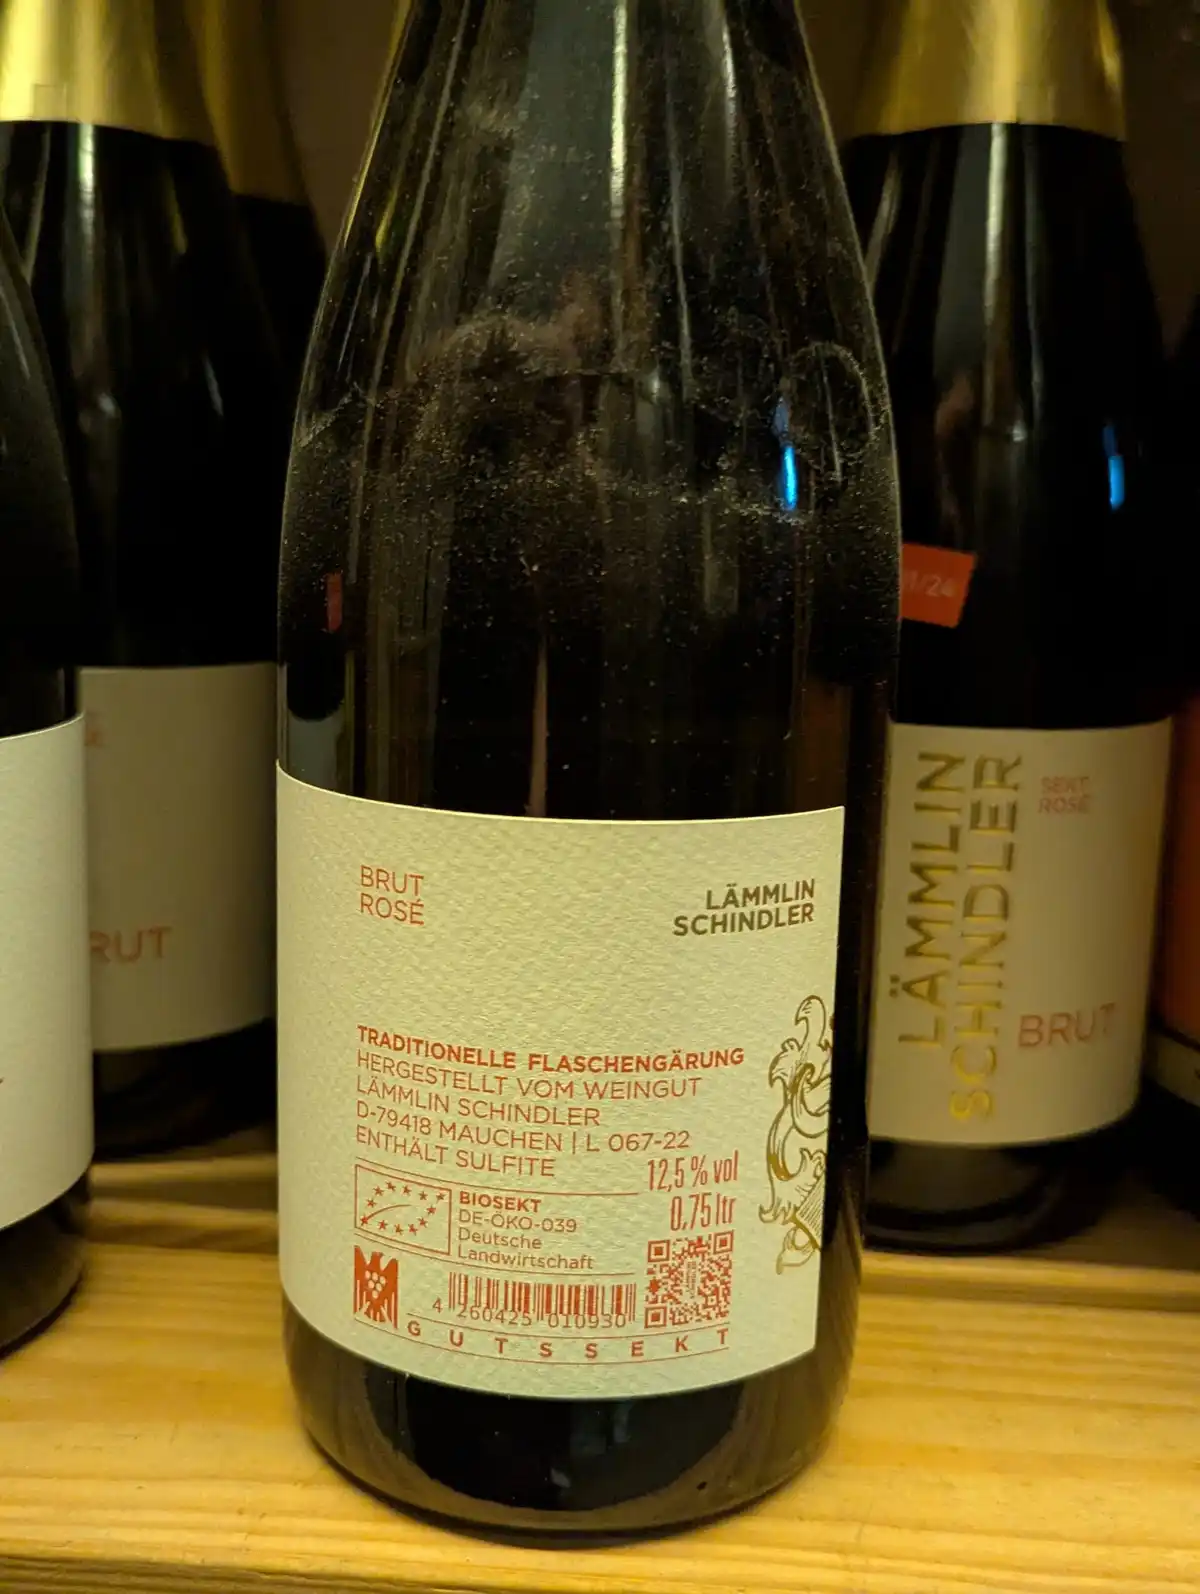 BRUT
ROSÉ
LÄMMLIN
SCHINDLER
TRADITIONELLE FLASCHENGÄRUNG
HERGESTELLT VOM WEINGUT
LÄMMLIN SCHINDLER
D-79418 MAUCHEN | L 067-22
ENTHÄLT SULFITE
12,5 % vol
0,75 ltr
BIOSEKT
DE-ÖKO-039
Deutsche
Landwirtschaft
4 260425 010930
GUTSSEKT
RUT
1/24
LÄMMLIN
SCHINDLER
SEKT
ROSÉ
BRUT